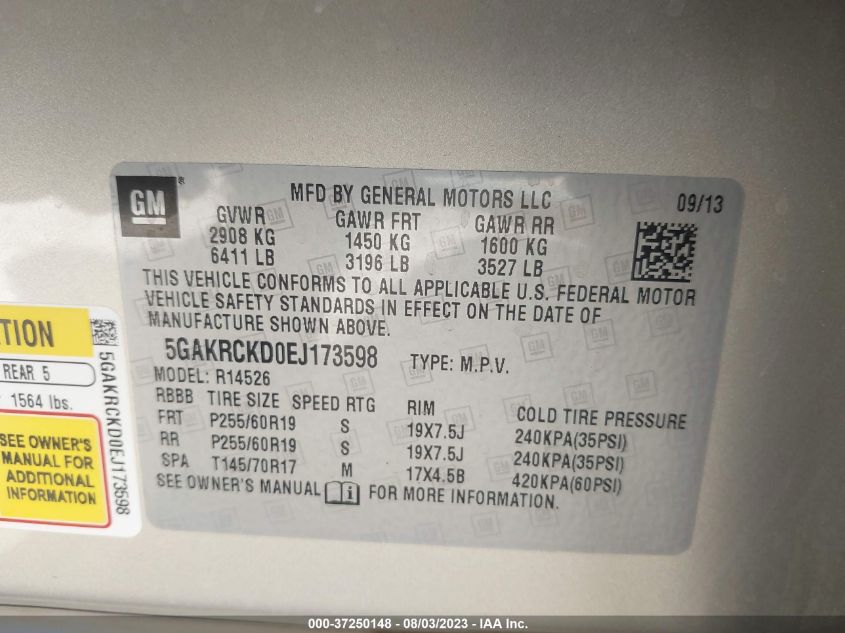 GM ®
MFD BY GENERAL MOTORS LLC
09/13
GVWR GAWR FRT GAWR RR
2908 KG 1450 KG 1600 KG
6411 LB 3196 LB 3527 LB
THIS VEHICLE CONFORMS TO ALL APPLICABLE U.S. FEDERAL MOTOR
VEHICLE SAFETY STANDARDS IN EFFECT ON THE DATE OF
MANUFACTURE SHOWN ABOVE.
5GAKRCKD0EJ173598 TYPE: M.P.V.
MODEL: R14526
RBBB TIRE SIZE SPEED RTG RIM COLD TIRE PRESSURE
FRT P255/60R19 S 19X7.5J 240KPA(35PSI)
RR P255/60R19 S 19X7.5J 240KPA(35PSI)
SPA T145/70R17 M 17X4.5B 420KPA(60PSI)
SEE OWNER'S MANUAL i FOR MORE INFORMATION.
REAR 5
1564 lbs.
SEE OWNER'S
MANUAL FOR
ADDITIONAL
INFORMATION
5GAKRCKD0EJ173598
000-37250148 - 08/03/2023 - IAA Inc.